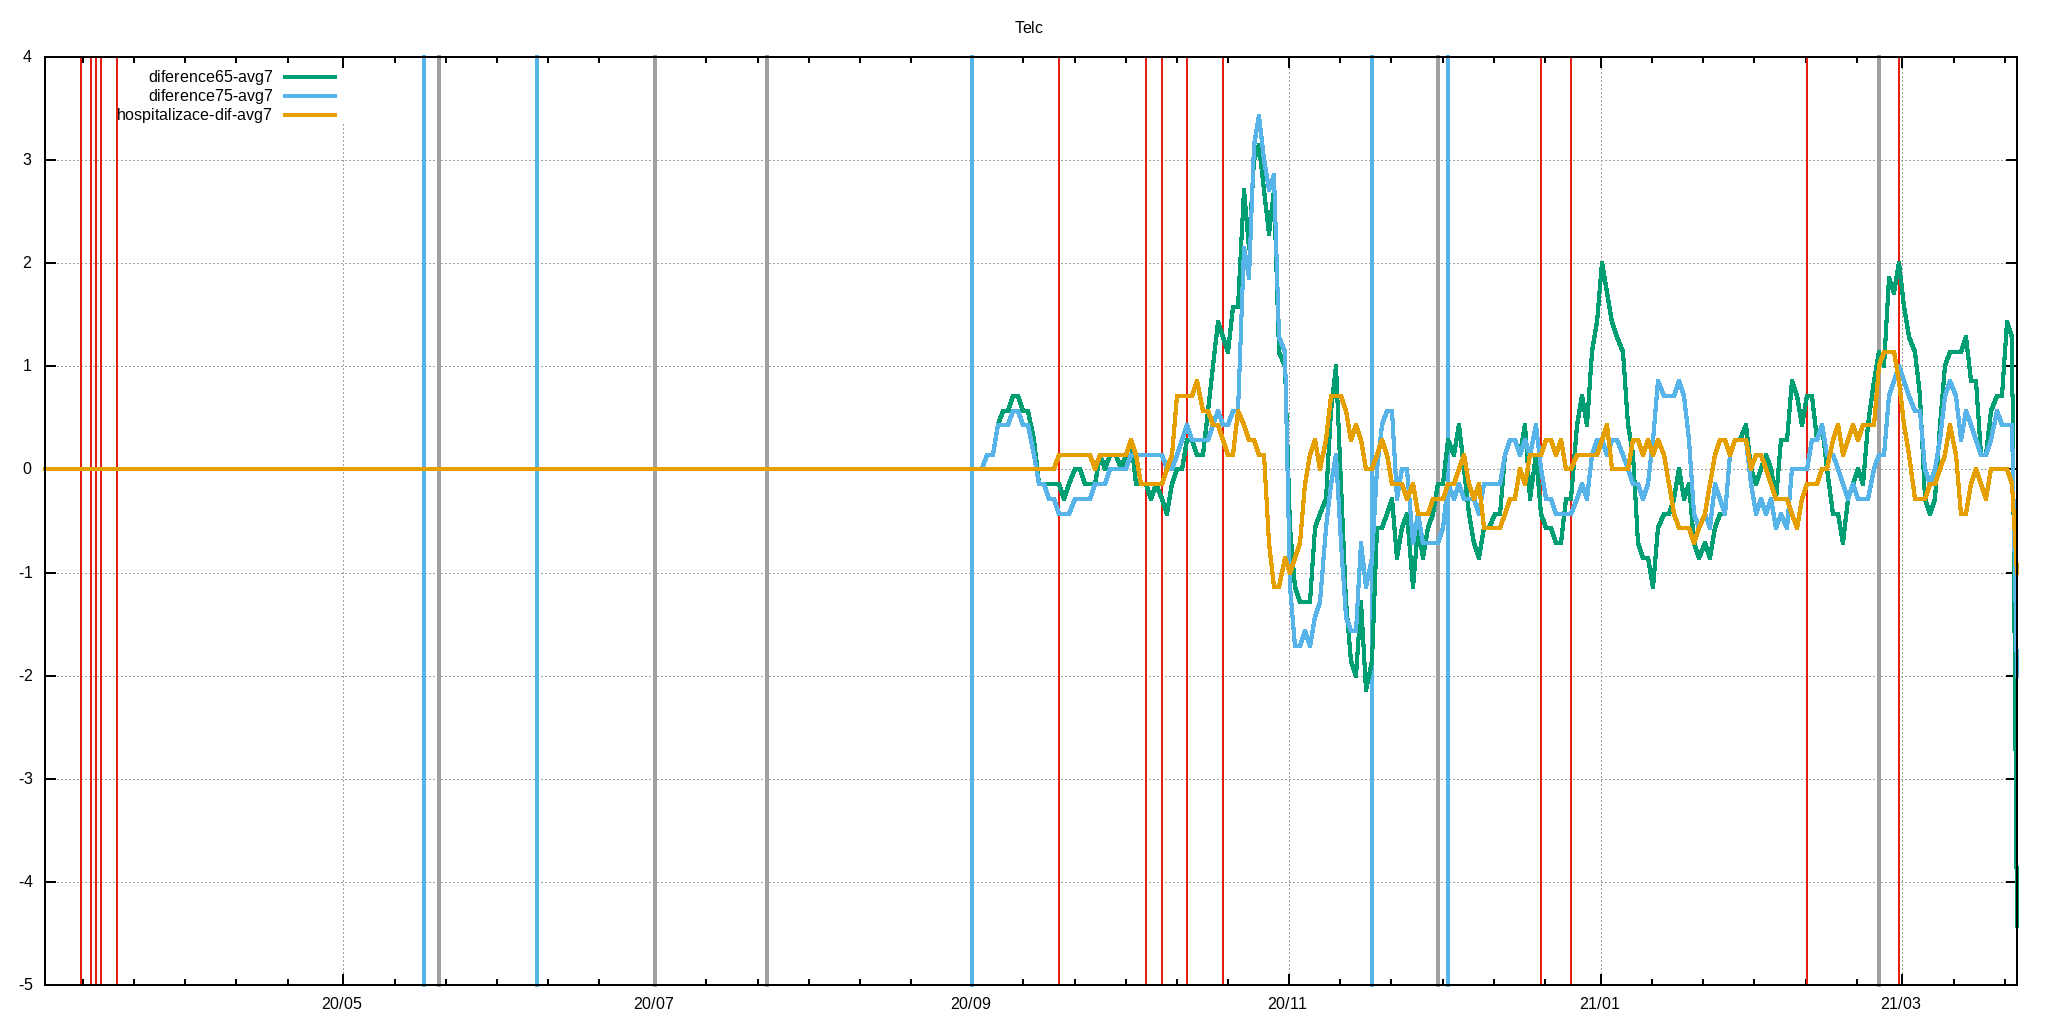 Telc
diference65-avg7
diference75-avg7
hospitalizace-dif-avg7
4
3
2
1
0
-1
-2
-3
-4
-5
20/05 20/07 20/09 20/11 21/01 21/03